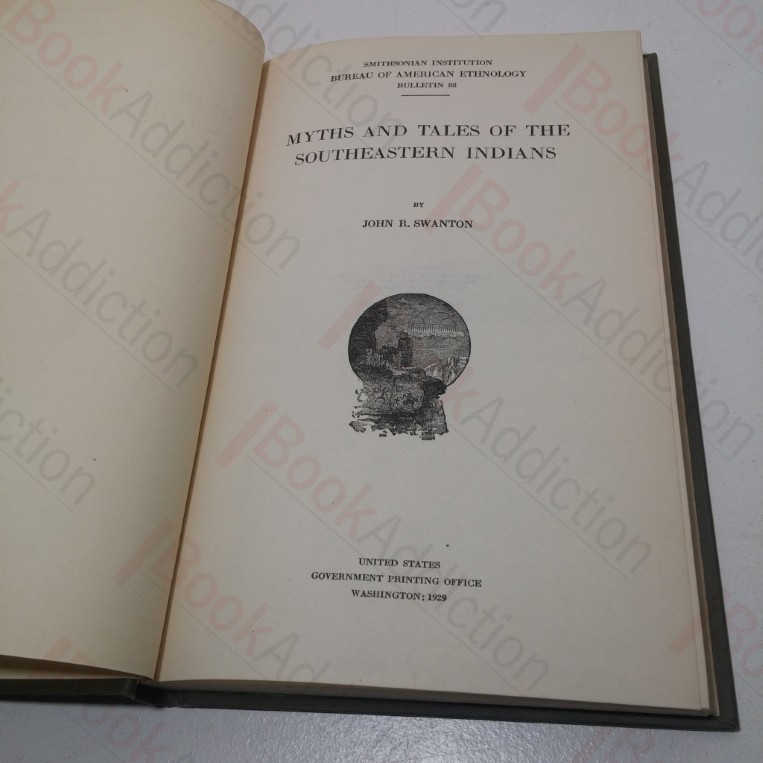 SMITHSONIAN INSTITUTION
BUREAU OF AMERICAN ETHNOLOGY
BULLETIN 88
MYTHS AND TALES OF THE
SOUTHEASTERN INDIANS
BY
JOHN R. SWANTON
UNITED STATES
GOVERNMENT PRINTING OFFICE
WASHINGTON : 1929
BookAddiction